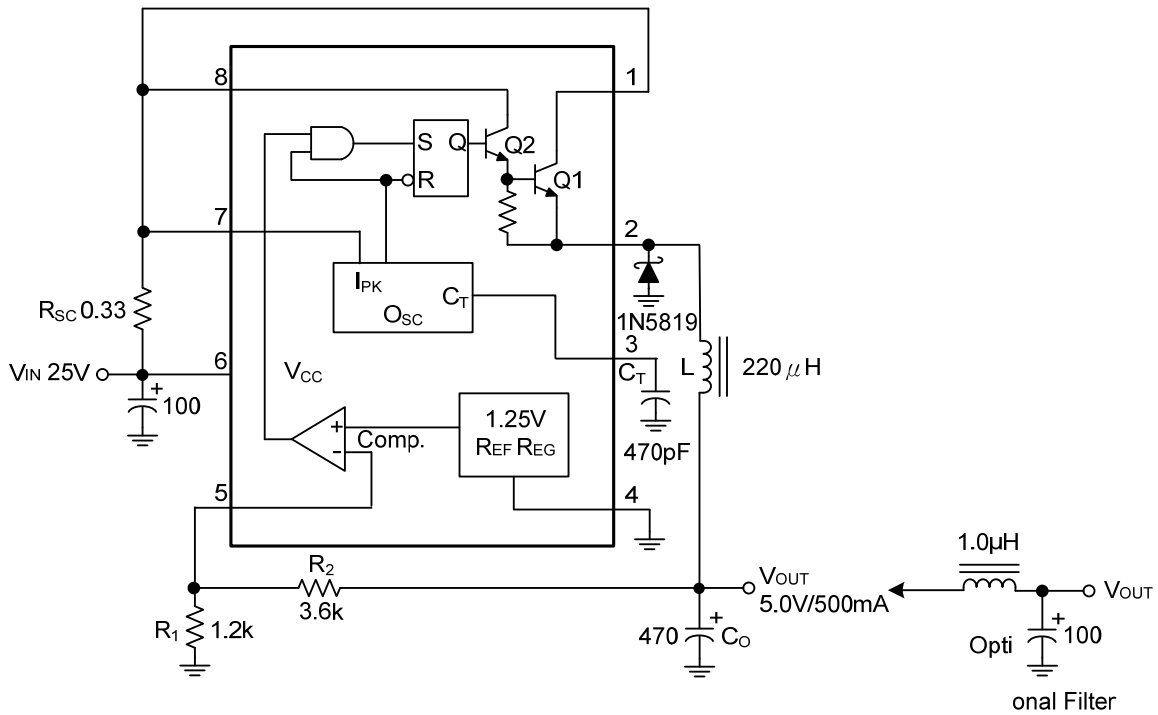 8
1
S Q
Q2
R
Q1
7
2
IPK
CT
OSC
RSC 0.33
1N5819
3
6
VIN 25V
VCC
CT
L
220 μH
+
100
1.25V
REF REG
+
Comp.
-
470pF
5
4
R2
3.6k
1.0μH
VOUT
5.0V/500mA
VOUT
R1 1.2k
470
+
CO
+
100
Opti
onal Filter